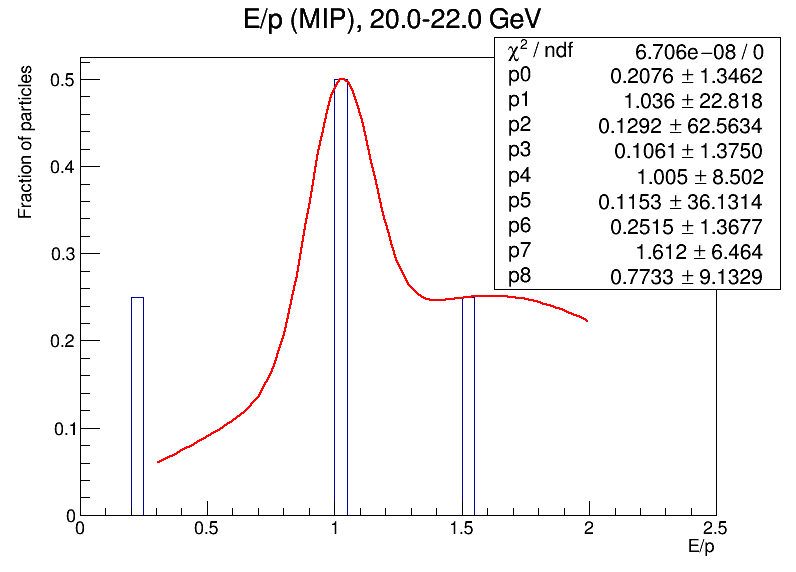 E/p (MIP), 20.0-22.0 GeV
χ² / ndf 6.706e−08 / 0
p0 0.2076 ± 1.3462
p1 1.036 ± 22.818
p2 0.1292 ± 62.5634
p3 0.1061 ± 1.3750
p4 1.005 ± 8.502
p5 0.1153 ± 36.1314
p6 0.2515 ± 1.3677
p7 1.612 ± 6.464
p8 0.7733 ± 9.1329
Fraction of particles
0.5
0.4
0.3
0.2
0.1
0
0 0.5 1 1.5 2 2.5
E/p